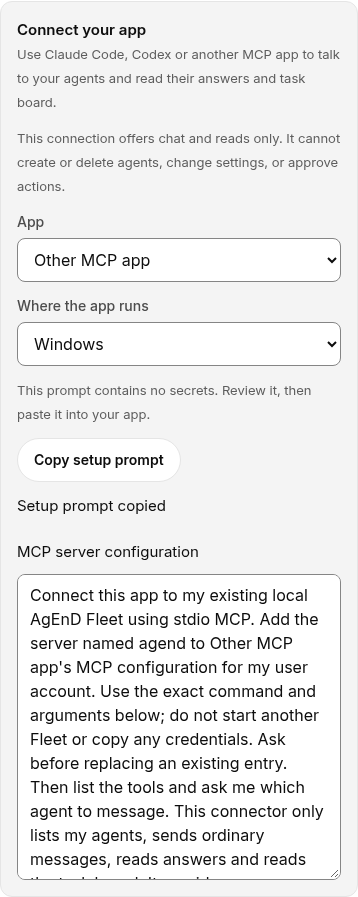 Connect your app
Use Claude Code, Codex or another MCP app to talk
to your agents and read their answers and task
board.
This connection offers chat and reads only. It cannot
create or delete agents, change settings, or approve
actions.
App
Other MCP app
Where the app runs
Windows
This prompt contains no secrets. Review it, then
paste it into your app.
Copy setup prompt
Setup prompt copied
MCP server configuration
Connect this app to my existing local
AgEnD Fleet using stdio MCP. Add the
server named agend to Other MCP
app's MCP configuration for my user
account. Use the exact command and
arguments below; do not start another
Fleet or copy any credentials. Ask
before replacing an existing entry.
Then list the tools and ask me which
agent to message. This connector only
lists my agents, sends ordinary
messages, reads answers and reads